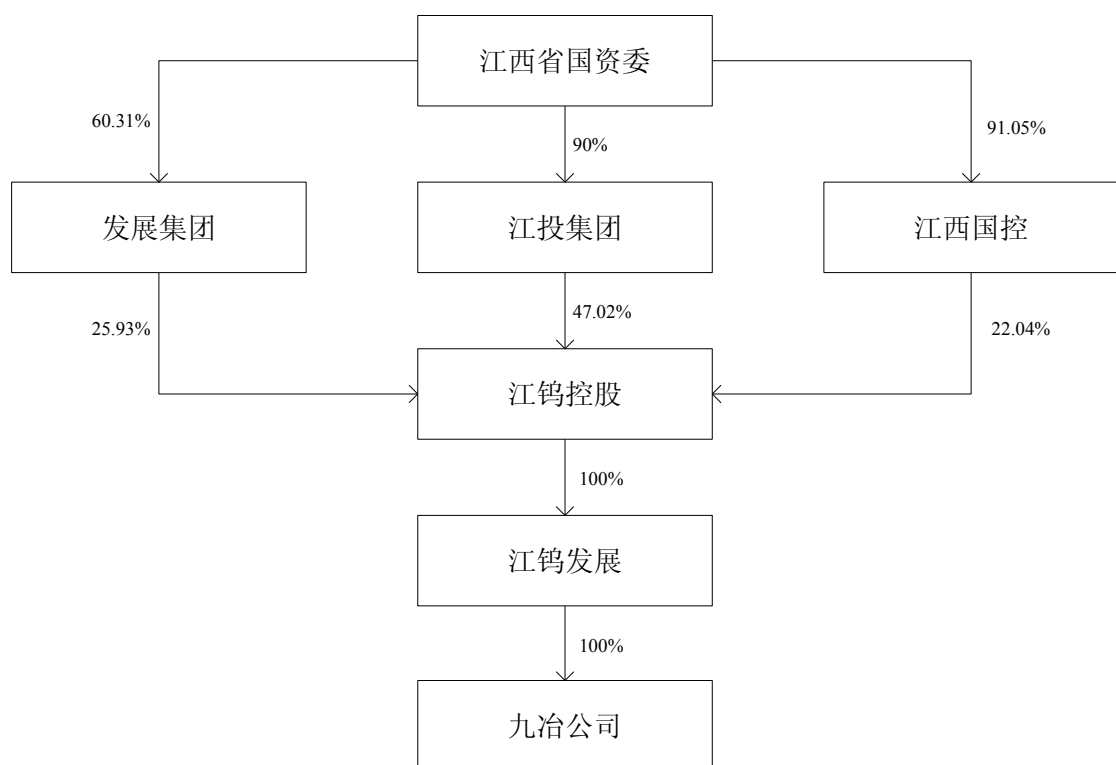 江西省国资委
60.31%
90%
91.05%
发展集团
江投集团
江西国控
25.93%
47.02%
22.04%
江钨控股
100%
江钨发展
100%
九冶公司